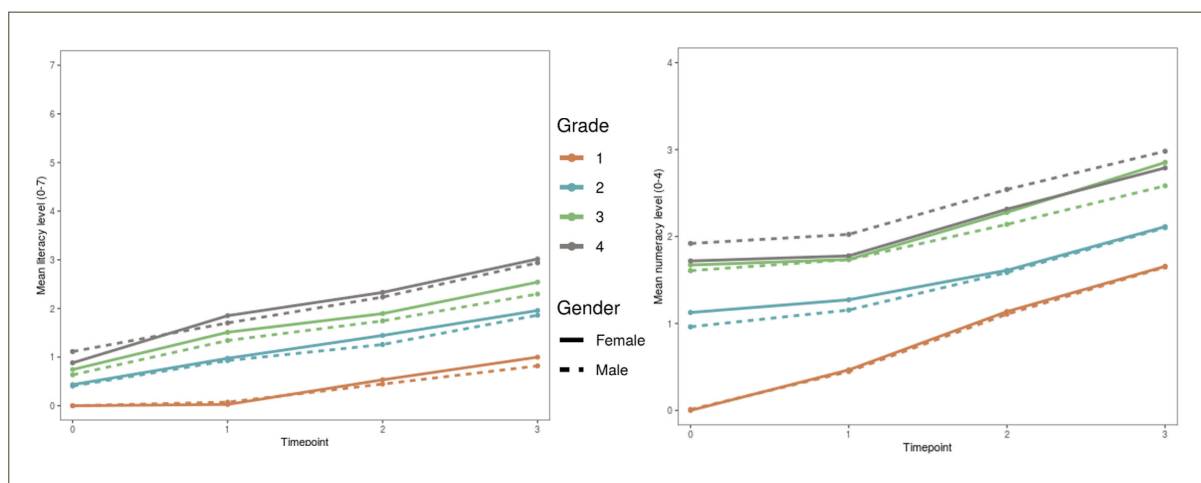 7
6
5
4
3
2
1
0
Mean literacy level (0-7)
0 1 2 3
Timepoint
Grade
1
2
3
4
Gender
Female
Male
4
3
2
1
0
Mean numeracy level (0-4)
0 1 2 3
Timepoint